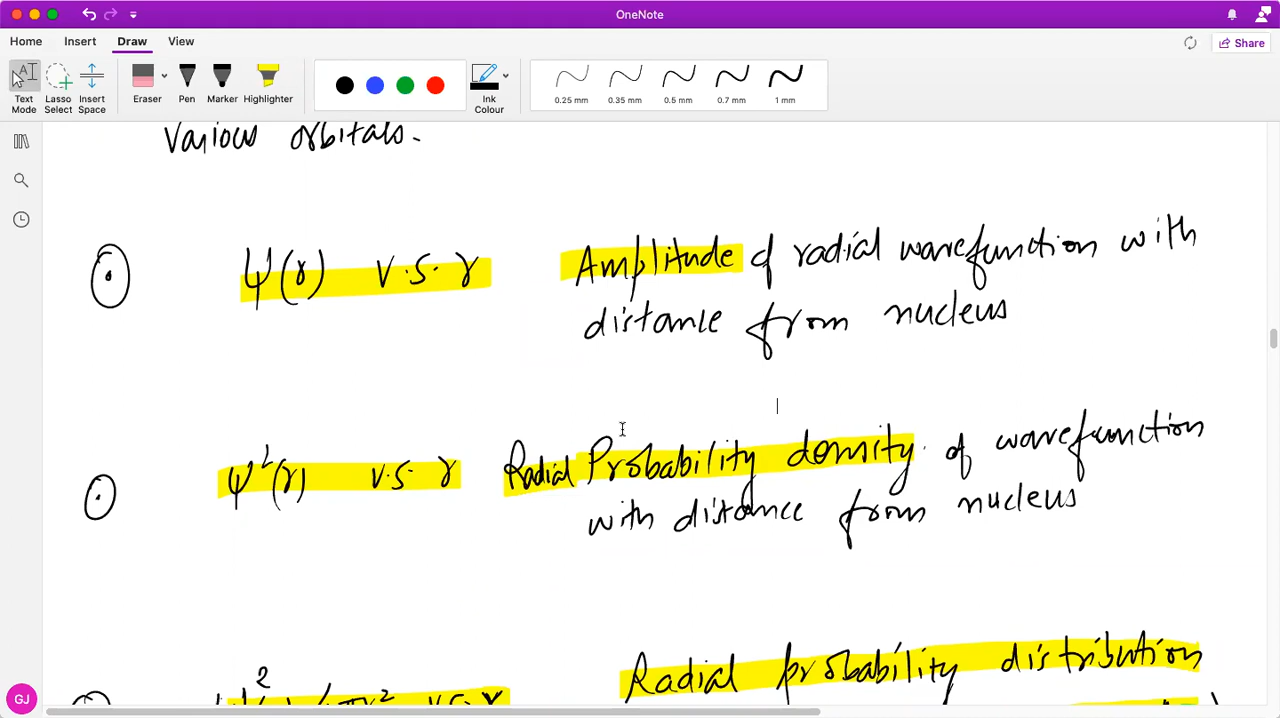 OneNote
Home Insert Draw View
Share
Text Mode
Lasso Select
Insert Space
Eraser
Pen
Marker
Highlighter
Ink Colour
0.25 mm 0.35 mm 0.5 mm 0.7 mm 1 mm
Various orbitals.
ψ(r) v.s. r Amplitude of radial wavefunction with
distance from nucleus
ψ²(r) v.s. r Radial Probability density of wavefunction
with distance from nucleus
Radial probability distribution
v.s. r
GJ